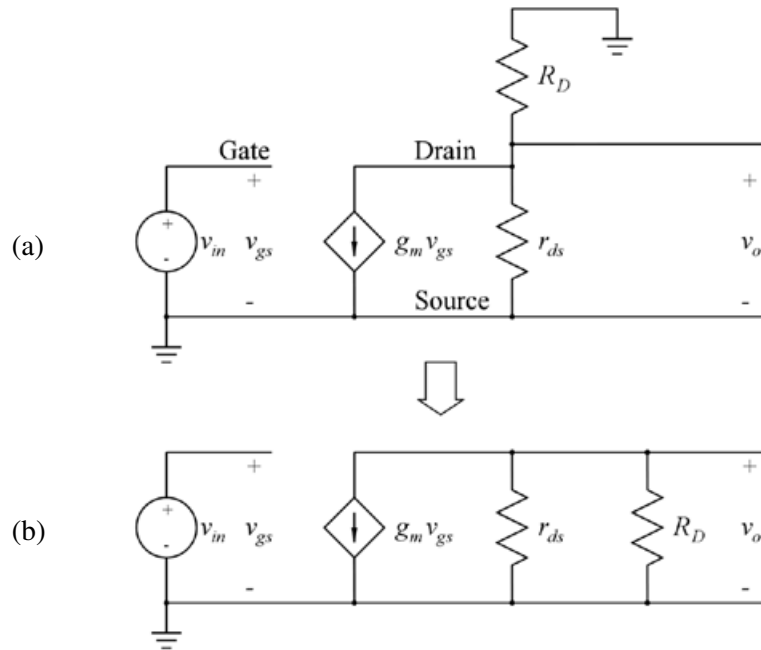 R_D
Gate
Drain
+
+
+
(a)
v_in
v_gs
g_m v_gs
r_ds
v_o
-
-
Source
-
+
+
+
(b)
v_in
v_gs
g_m v_gs
r_ds
R_D
v_o
-
-
-